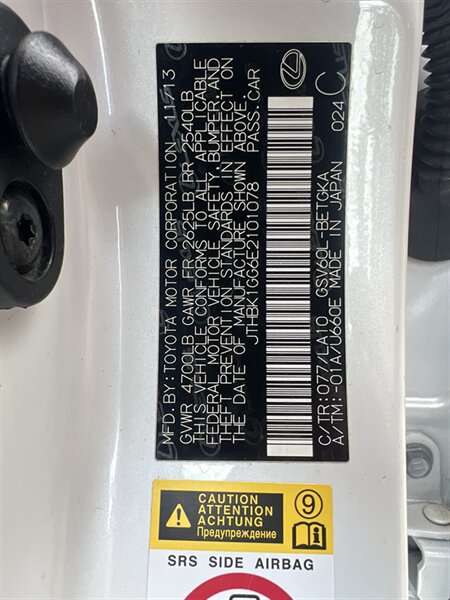 MFD.BY:TOYOTA MOTOR CORPORATION 11/13
GVWR 4700LB GAWR FR 2625LB RR 2540LB
THIS VEHICLE CONFORMS TO ALL APPLICABLE
FEDERAL MOTOR VEHICLE SAFETY, BUMPER, AND
THEFT PREVENTION STANDARDS IN EFFECT ON
THE DATE OF MANUFACTURE SHOWN ABOVE.
JTHBK1GG6E2101078 PASS.CAR
C/TR:077/LA10 GSV60L-BETGKA
A/TM:-01A/U660E MADE IN JAPAN 024
C
CAUTION
ATTENTION
ACHTUNG
Предупреждение
9
SRS SIDE AIRBAG